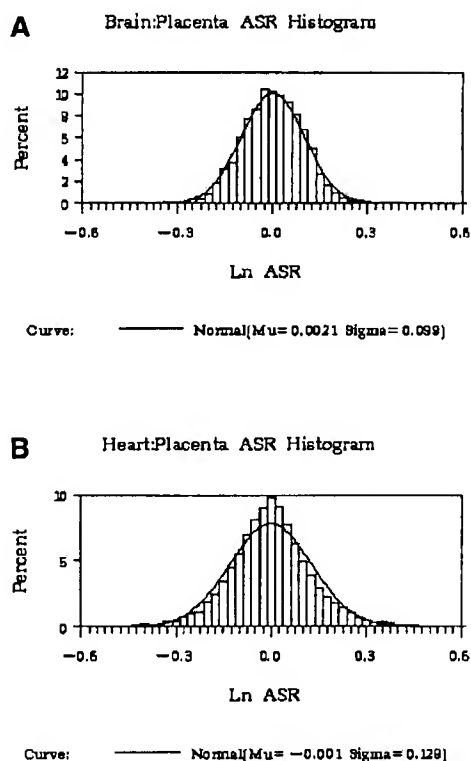 A
Brain:Placenta ASR Histogram
12
10
8
6
4
2
0
Percent
−0.6 −0.3 0.0 0.3 0.6
Ln ASR
Curve: Normal(Mu= 0.0021 Sigma= 0.099)
B
Heart:Placenta ASR Histogram
10
5
0
Percent
−0.6 −0.3 0.0 0.3 0.6
Ln ASR
Curve: Normal(Mu= −0.001 Sigma= 0.129)